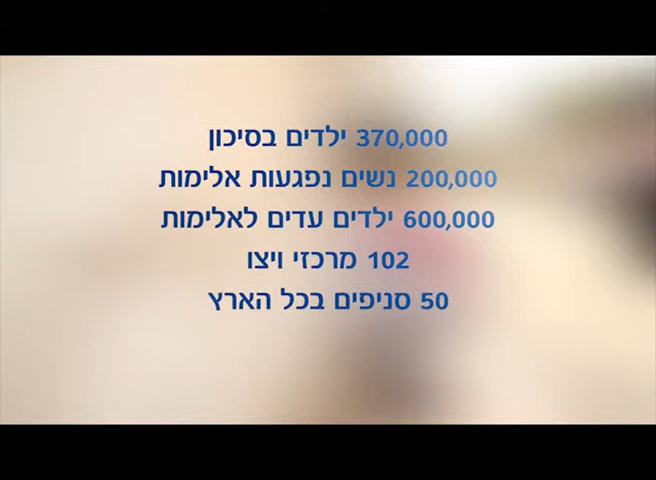 370,000 ילדים בסיכון
200,000 נשים נפגעות אלימות
600,000 ילדים עדים לאלימות
102 מרכזי ויצו
50 סניפים בכל הארץ